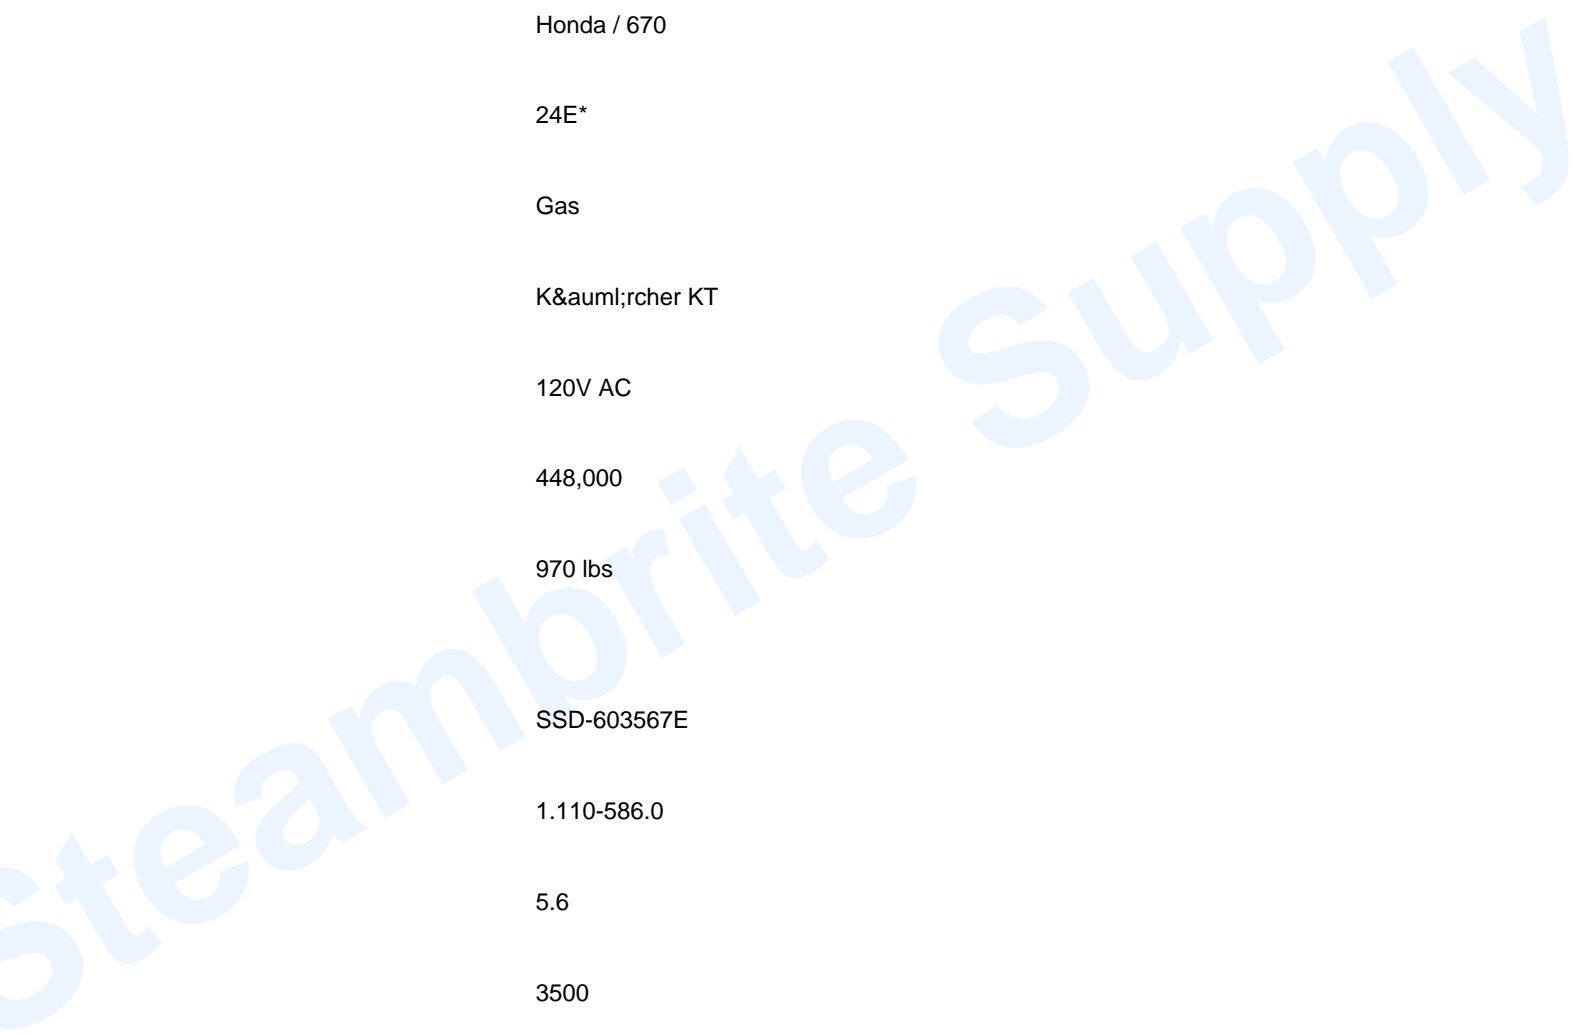 Honda / 670
24E*
Gas
K&auml;rcher KT
120V AC
448,000
970 lbs
SSD-603567E
1.110-586.0
5.6
3500
Steambrite Supply